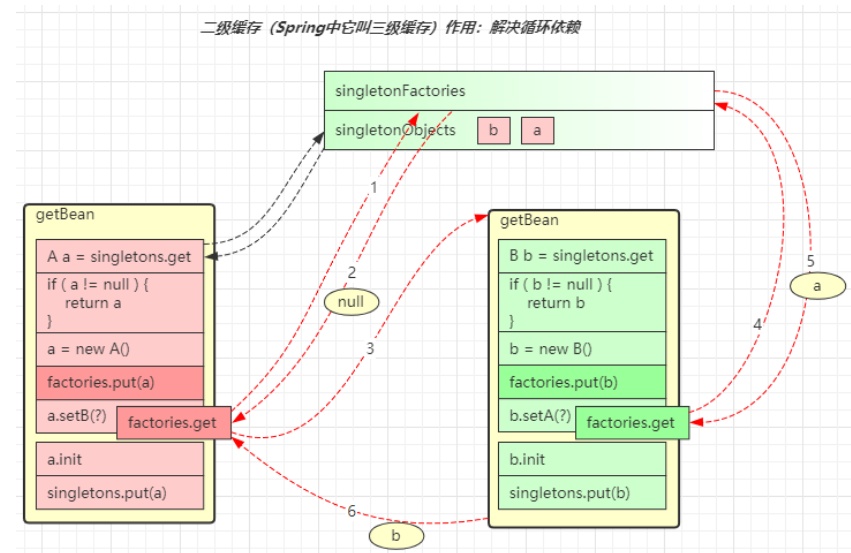 二级缓存（Spring中它叫三级缓存）作用：解决循环依赖
singletonFactories
singletonObjects
b
a
getBean
A a = singletons.get
if ( a != null ) {
return a
}
a = new A()
factories.put(a)
a.setB(?)
factories.get
a.init
singletons.put(a)
1
2
null
3
getBean
B b = singletons.get
if ( b != null ) {
return b
}
b = new B()
factories.put(b)
b.setA(?)
factories.get
b.init
singletons.put(b)
4
5
a
6
b